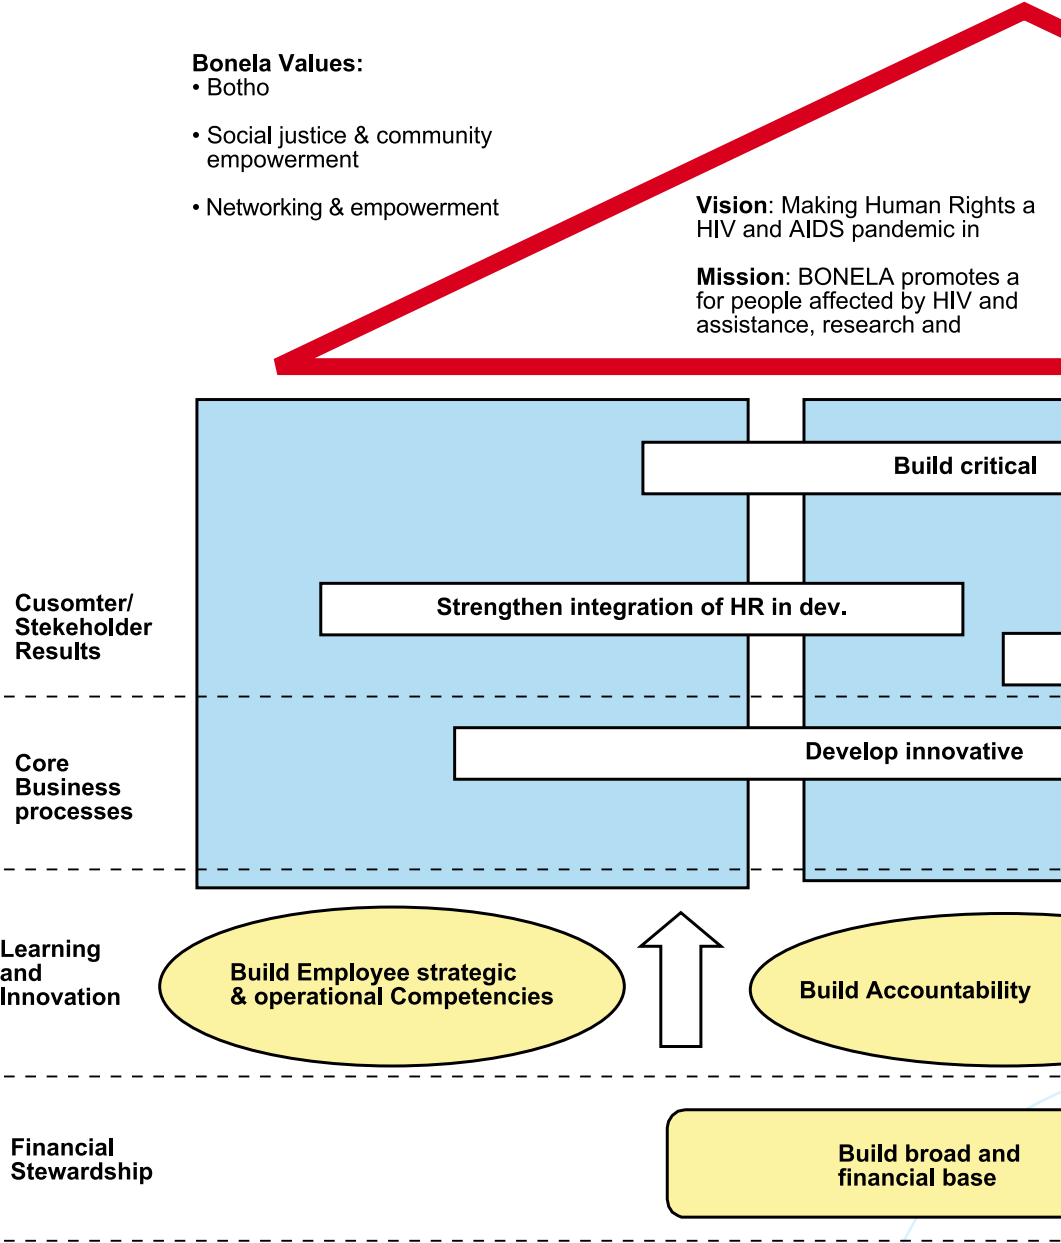 Bonela Values:
• Botho
• Social justice & community
empowerment
• Networking & empowerment
Vision: Making Human Rights a
HIV and AIDS pandemic in
Mission: BONELA promotes a
for people affected by HIV and
assistance, research and
Build critical
Cusomter/
Stekeholder
Results
Strengthen integration of HR in dev.
Core
Business
processes
Develop innovative
Learning
and
Innovation
Build Employee strategic
& operational Competencies
Build Accountability
Financial
Stewardship
Build broad and
financial base